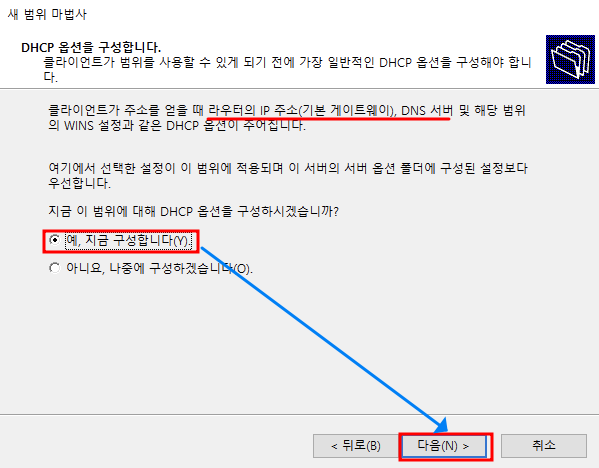 새 범위 마법사
DHCP 옵션을 구성합니다.
클라이언트가 범위를 사용할 수 있게 되기 전에 가장 일반적인 DHCP 옵션을 구성해야 합니
다.
클라이언트가 주소를 얻을 때 라우터의 IP 주소(기본 게이트웨이), DNS 서버 및 해당 범위
의 WINS 설정과 같은 DHCP 옵션이 주어집니다.
여기에서 선택한 설정이 이 범위에 적용되며 이 서버의 서버 옵션 폴더에 구성된 설정보다
우선합니다.
지금 이 범위에 대해 DHCP 옵션을 구성하시겠습니까?
예, 지금 구성합니다(Y).
아니요, 나중에 구성하겠습니다(O).
< 뒤로(B)
다음(N) >
취소